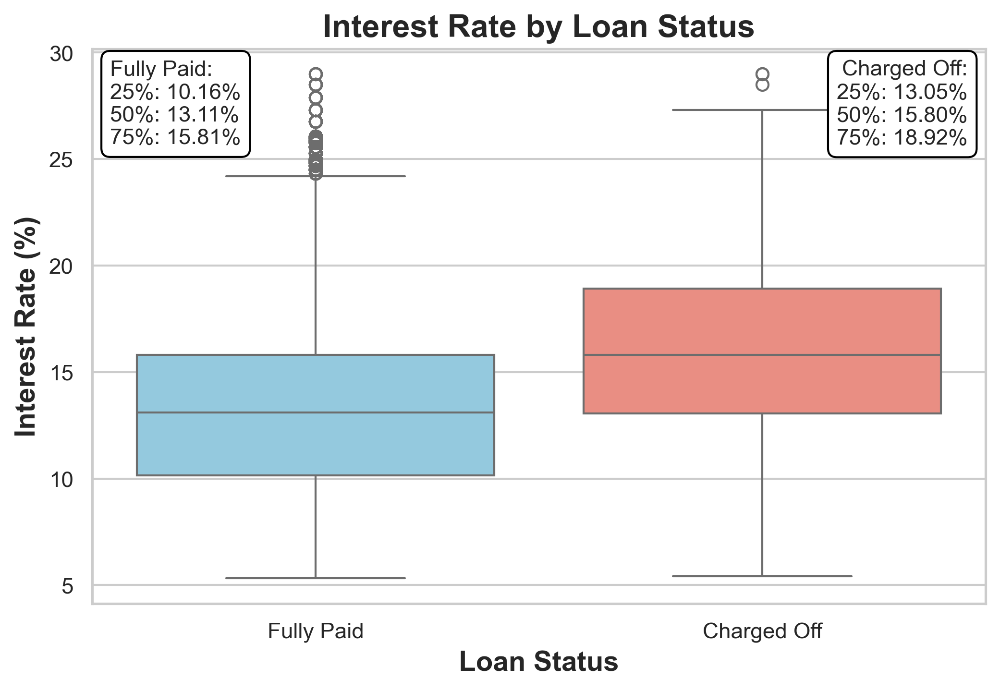 Interest Rate by Loan Status
Fully Paid:
25%: 10.16%
50%: 13.11%
75%: 15.81%
Charged Off:
25%: 13.05%
50%: 15.80%
75%: 18.92%
Interest Rate (%)
30
25
20
15
10
5
Fully Paid
Charged Off
Loan Status